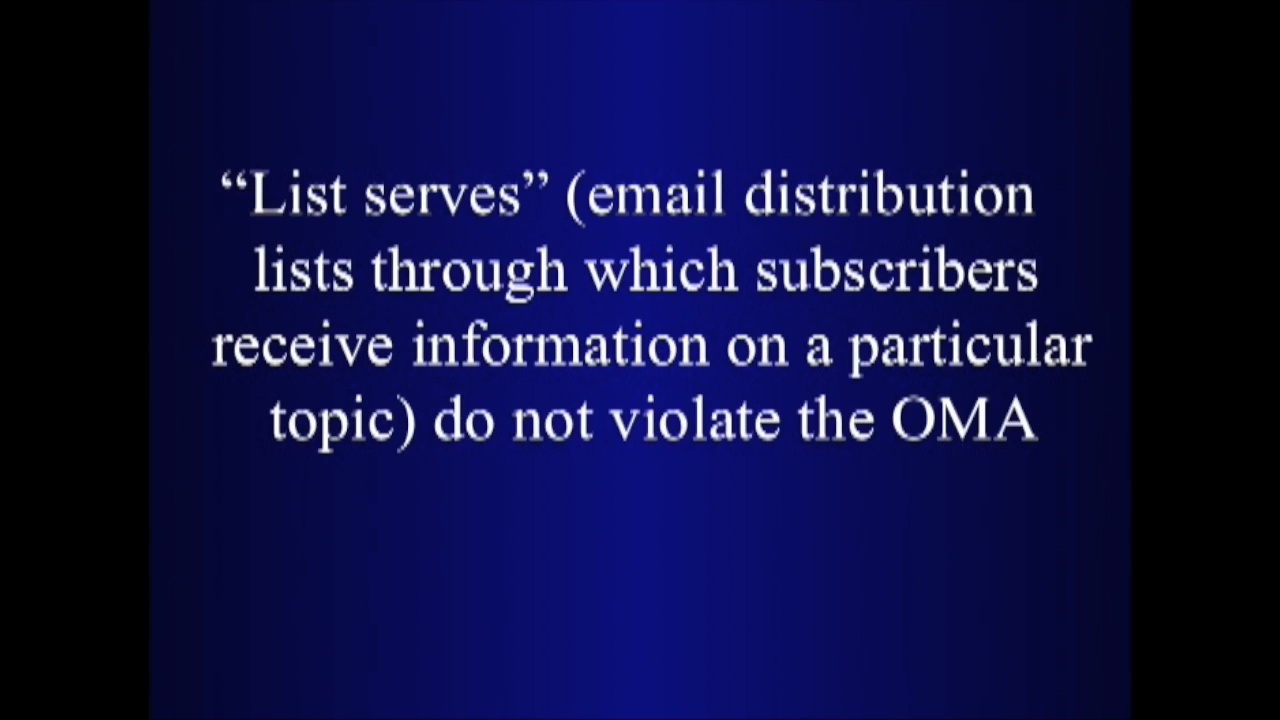 “List serves” (email distribution
lists through which subscribers
receive information on a particular
topic) do not violate the OMA